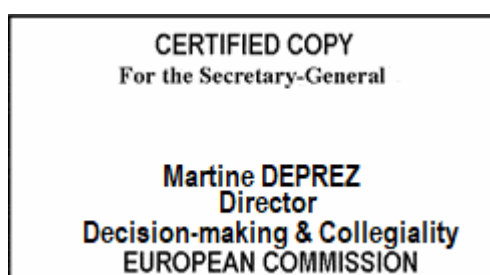 CERTIFIED COPY
For the Secretary-General
Martine DEPREZ
Director
Decision-making & Collegiality
EUROPEAN COMMISSION